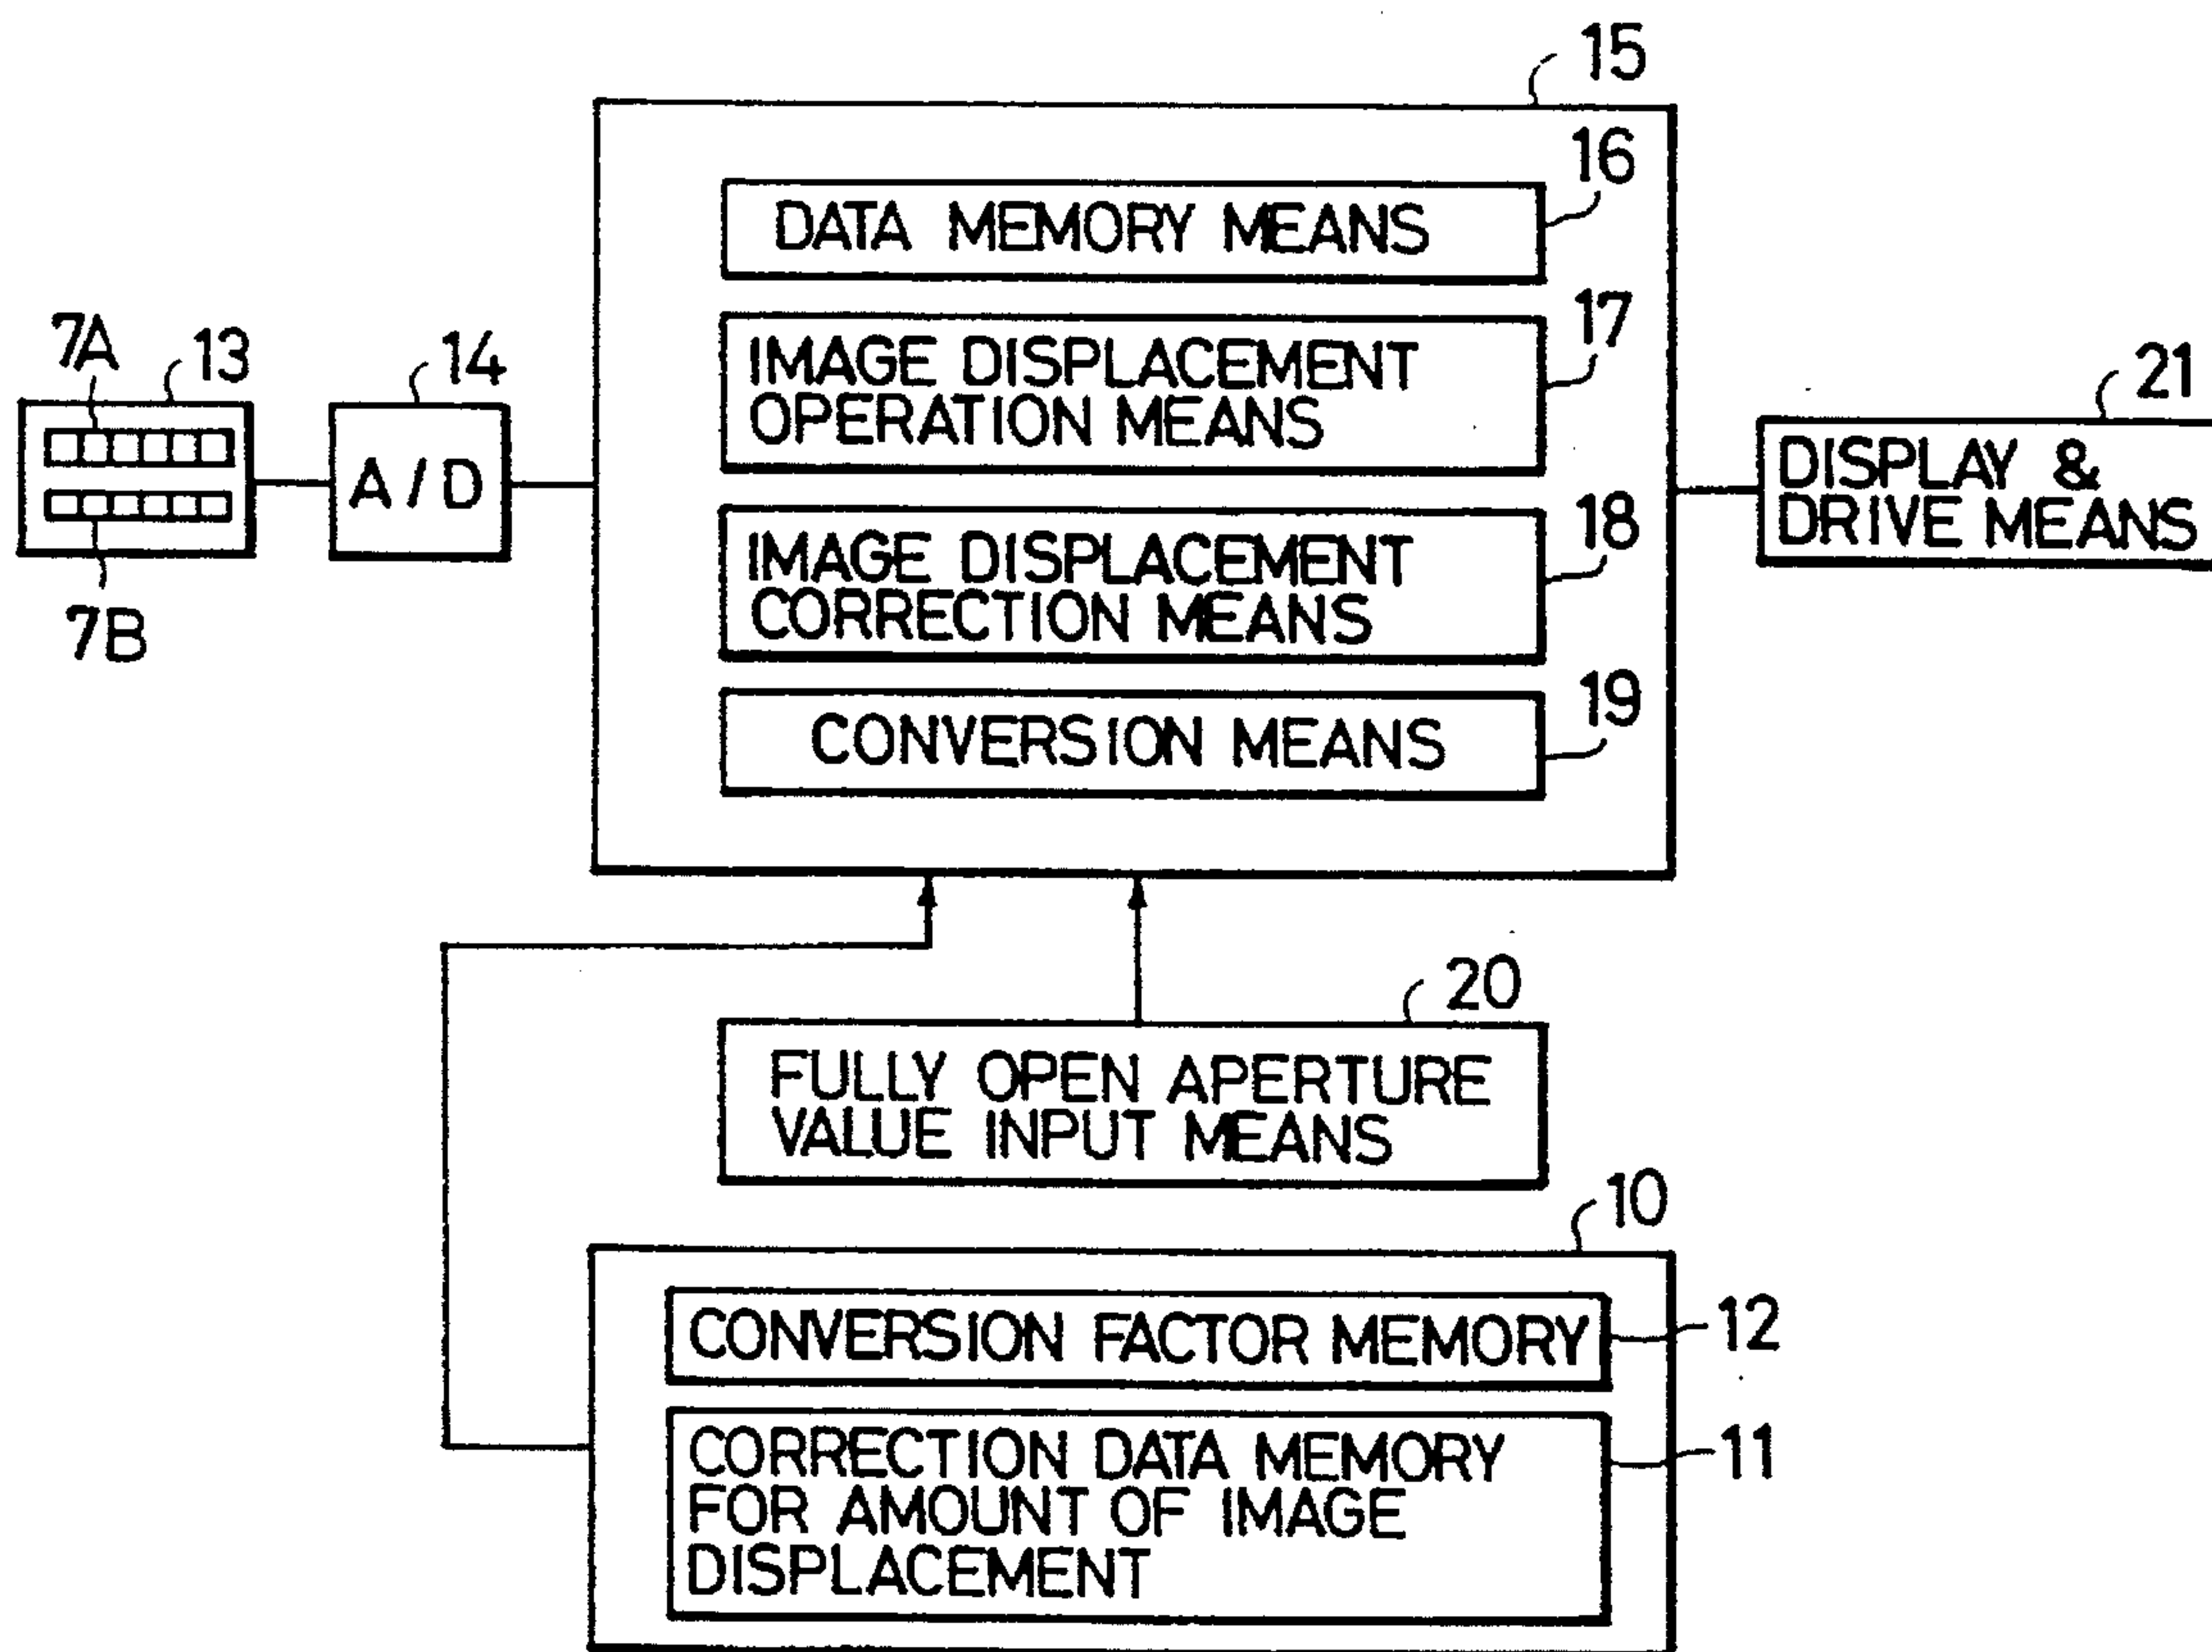 15
16
DATA MEMORY MEANS
17
IMAGE DISPLACEMENT
OPERATION MEANS
7A
13
14
A/D
7B
18
IMAGE DISPLACEMENT
CORRECTION MEANS
19
CONVERSION MEANS
21
DISPLAY &
DRIVE MEANS
20
FULLY OPEN APERTURE
VALUE INPUT MEANS
10
CONVERSION FACTOR MEMORY
12
CORRECTION DATA MEMORY
FOR AMOUNT OF IMAGE
DISPLACEMENT
11